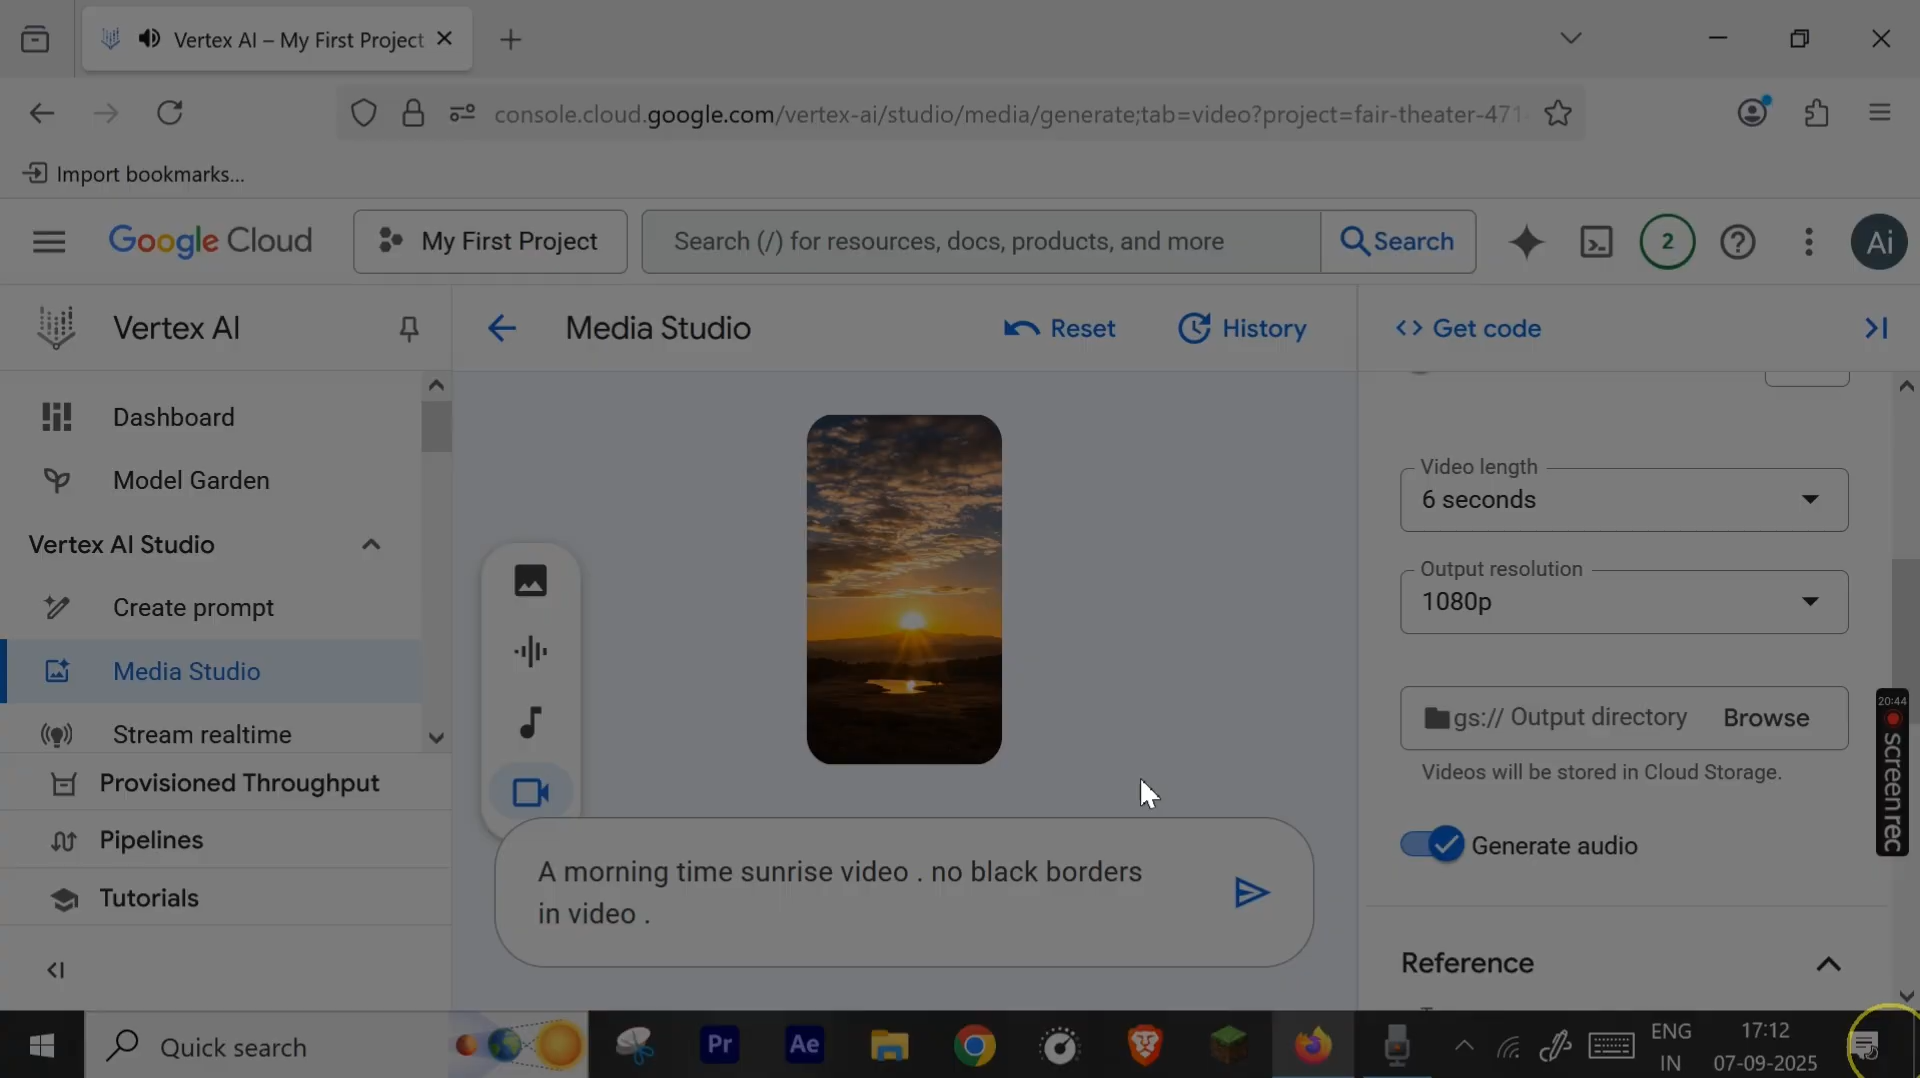 Vertex AI – My First Project
console.cloud.google.com/vertex-ai/studio/media/generate;tab=video?project=fair-theater-471
Import bookmarks...
Google Cloud
My First Project
Search (/) for resources, docs, products, and more
Search
2
Ai
Vertex AI
Media Studio
Reset
History
Get code
Dashboard
Model Garden
Vertex AI Studio
Create prompt
Media Studio
Stream realtime
Provisioned Throughput
Pipelines
Tutorials
A morning time sunrise video . no black borders
in video .
Video length
6 seconds
Output resolution
1080p
gs:// Output directory
Browse
Videos will be stored in Cloud Storage.
Generate audio
Reference
20:44
screen rec
Quick search
Pr
Ae
ENG
IN
17:12
07-09-2025